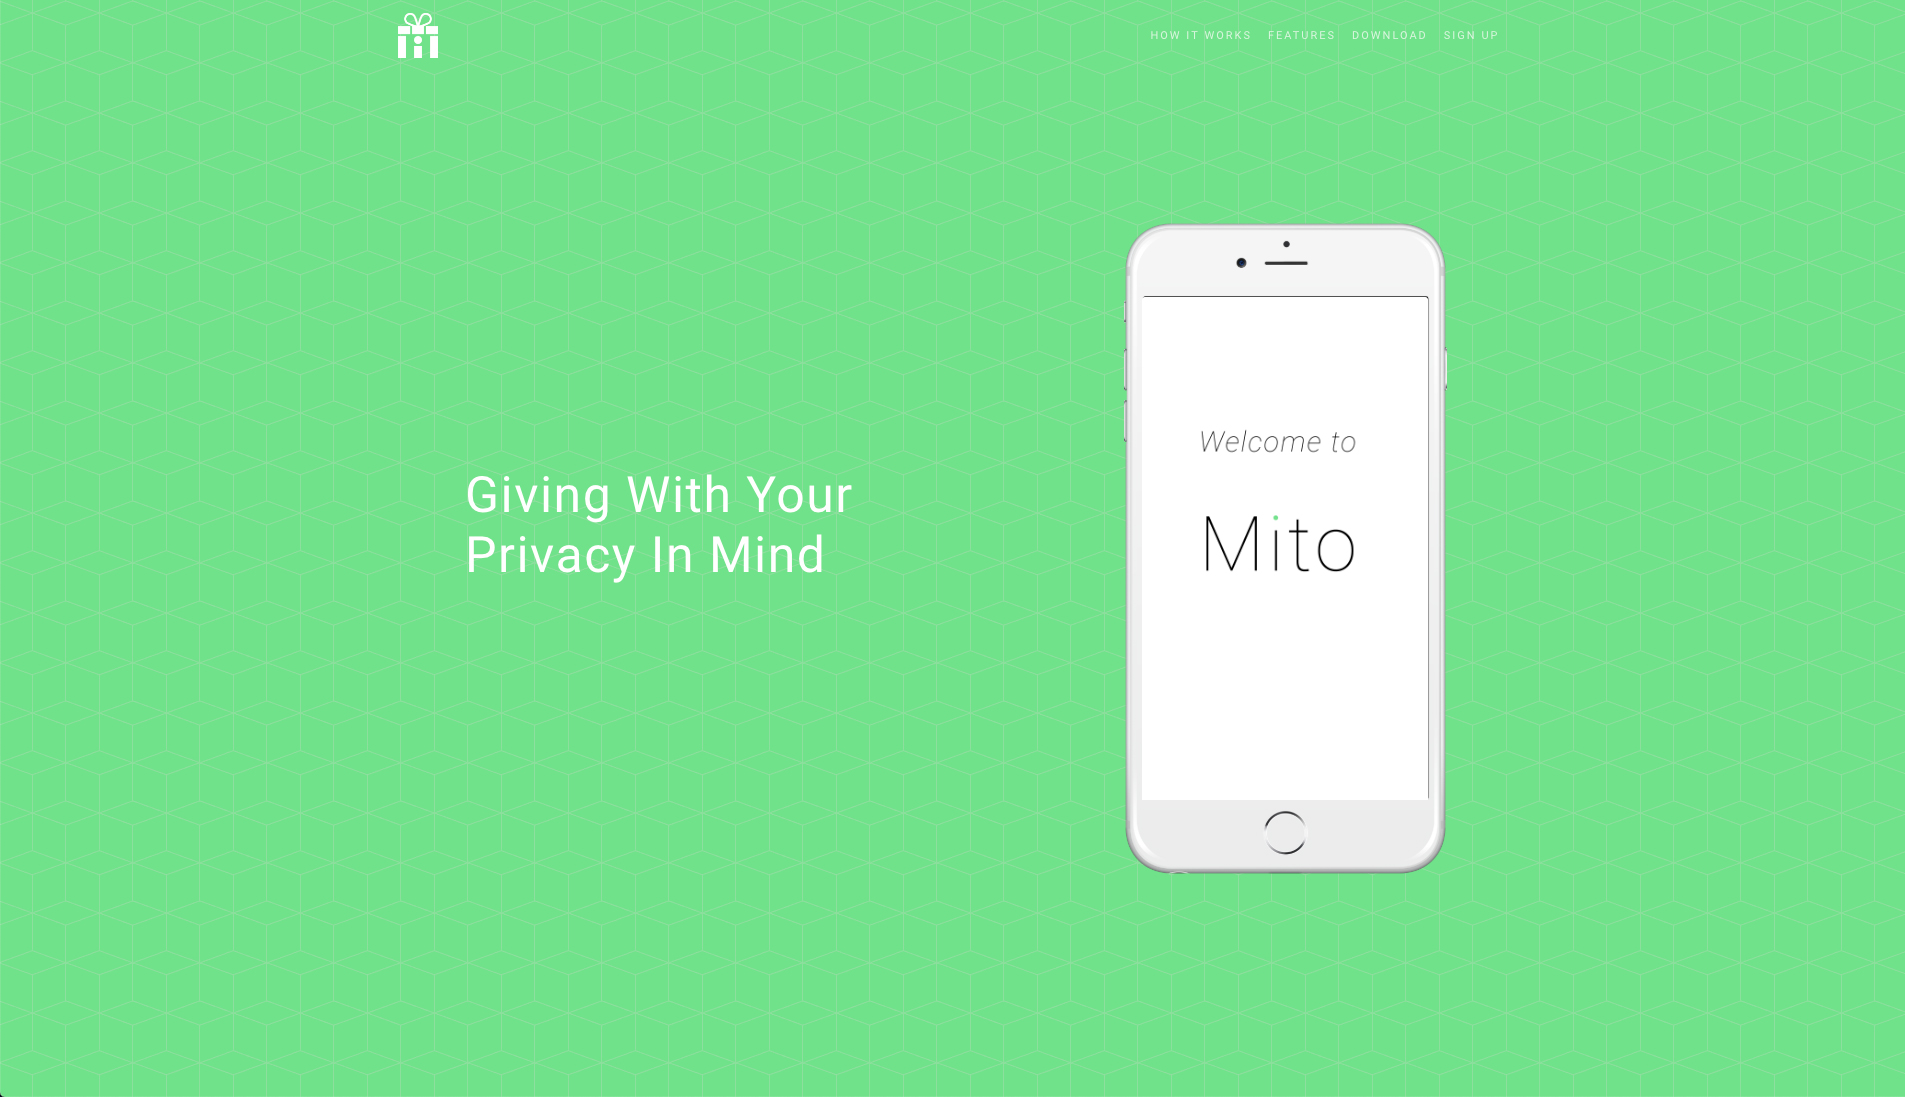 HOW IT WORKS FEATURES DOWNLOAD SIGN UP
Giving With Your
Privacy In Mind
Welcome to
Mito